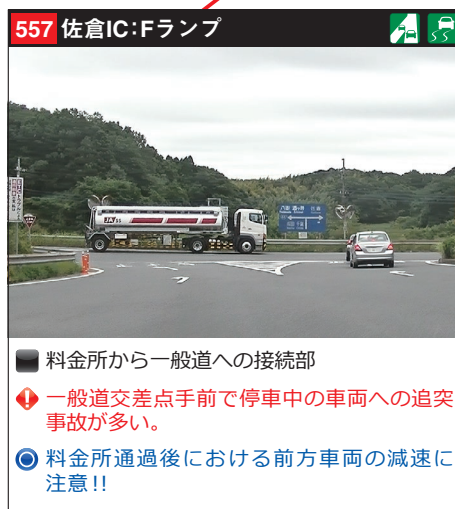 557 佐倉IC:Fランプ
料金所から一般道への接続部
一般道交差点手前で停車中の車両への追突
事故が多い。
料金所通過後における前方車両の減速に
注意!!